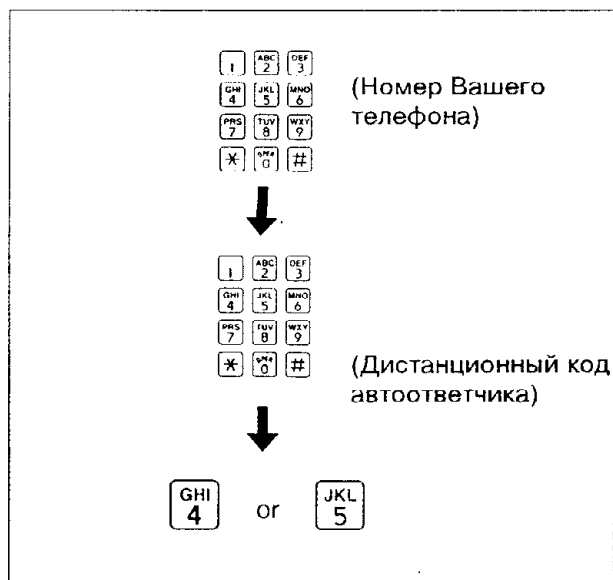 1 ABC 2 DEF 3
GHI 4 JKL 5 MNO 6
PRS 7 TUV 8 WXY 9
* 0 #
(Номер Вашего
телефона)
1 ABC 2 DEF 3
GHI 4 JKL 5 MNO 6
PRS 7 TUV 8 WXY 9
* 0 #
(Дистанционный код
автоответчика)
GHI 4 or JKL 5